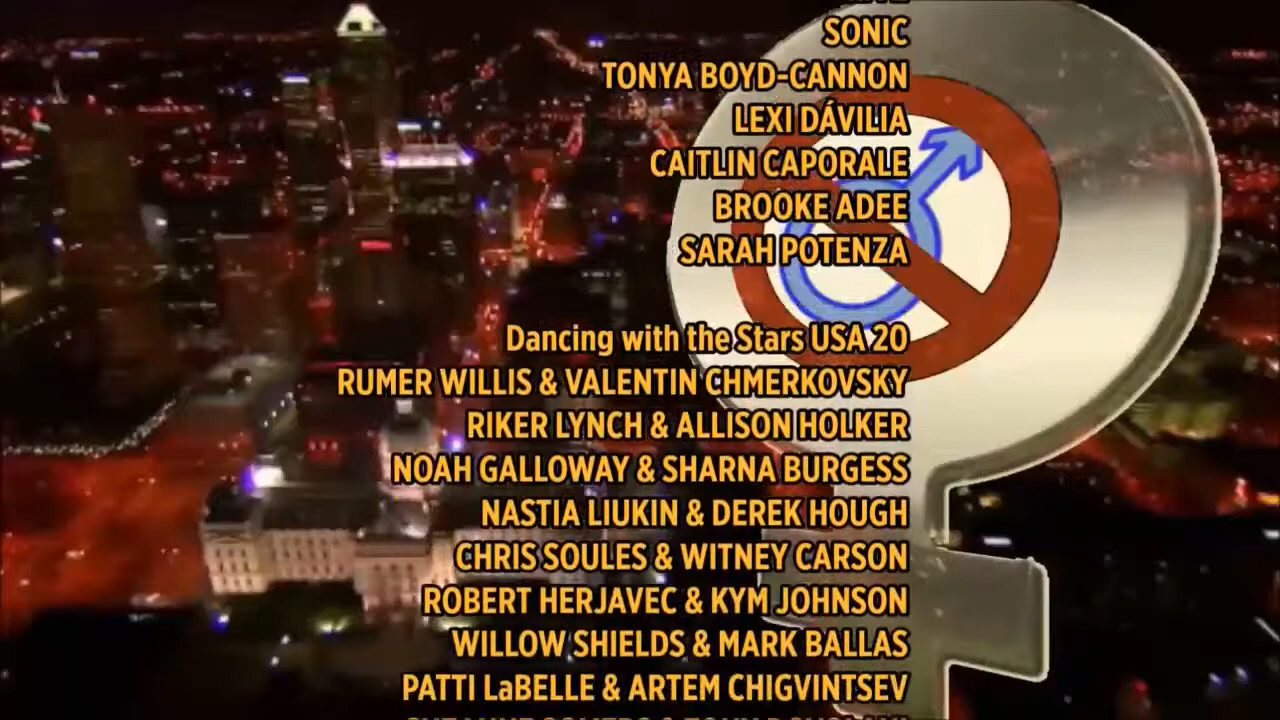 SONIC
TONYA BOYD-CANNON
LEXI DÁVILIA
CAITLIN CAPORALE
BROOKE ADEE
SARAH POTENZA
Dancing with the Stars USA 20
RUMER WILLIS & VALENTIN CHMERKOVSKY
RIKER LYNCH & ALLISON HOLKER
NOAH GALLOWAY & SHARNA BURGESS
NASTIA LIUKIN & DEREK HOUGH
CHRIS SOULES & WITNEY CARSON
ROBERT HERJAVEC & KYM JOHNSON
WILLOW SHIELDS & MARK BALLAS
PATTI LaBELLE & ARTEM CHIGVINTSEV